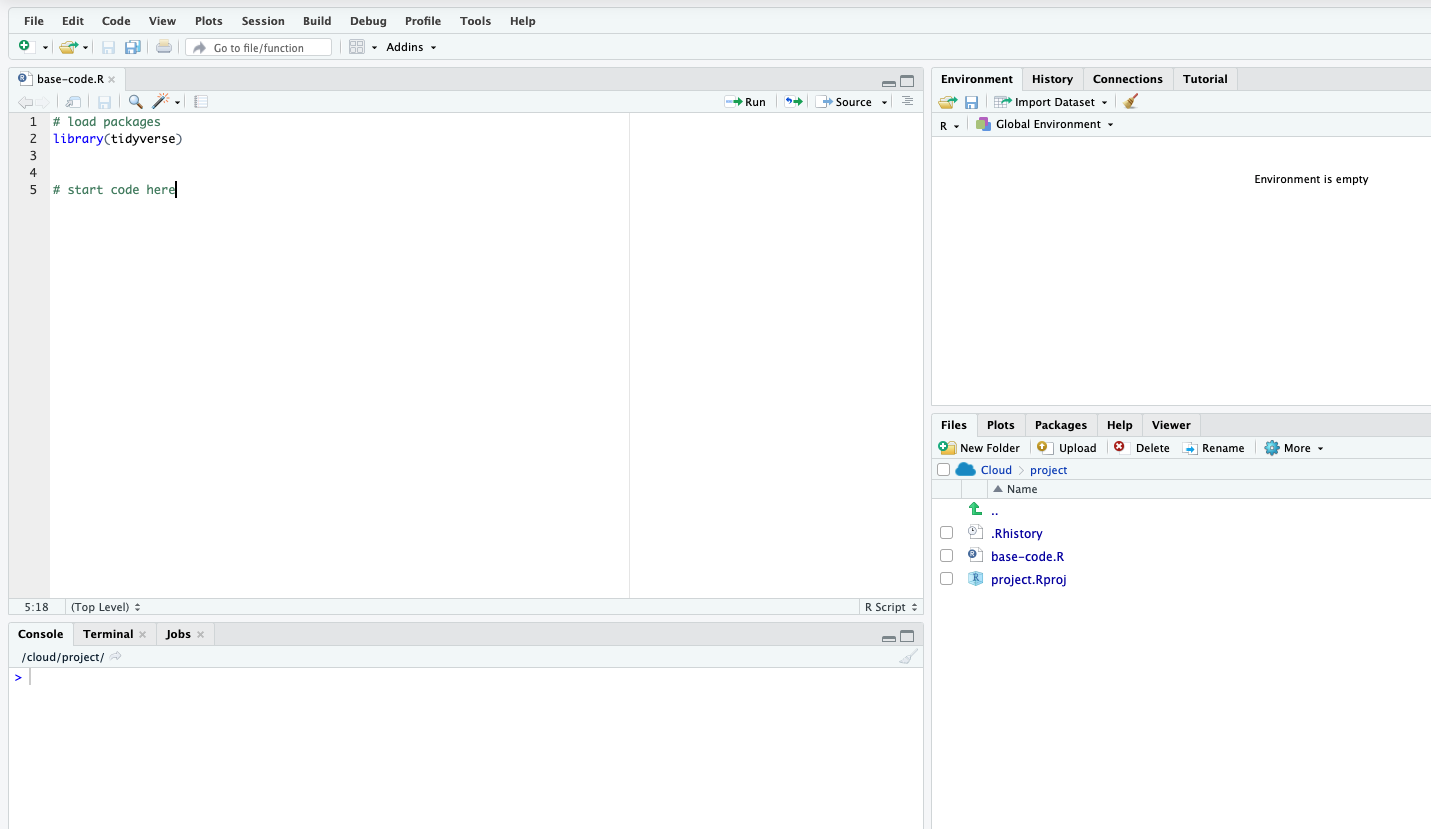 File Edit Code View Plots Session Build Debug Profile Tools Help
Go to file/function Addins
base-code.R
Run Source
1 # load packages
2 library(tidyverse)
3
4
5 # start code here
5:18 (Top Level) R Script
Console Terminal Jobs
/cloud/project/
>
Environment History Connections Tutorial
Import Dataset
R Global Environment
Environment is empty
Files Plots Packages Help Viewer
New Folder Upload Delete Rename More
Cloud project
Name
..
.Rhistory
base-code.R
project.Rproj